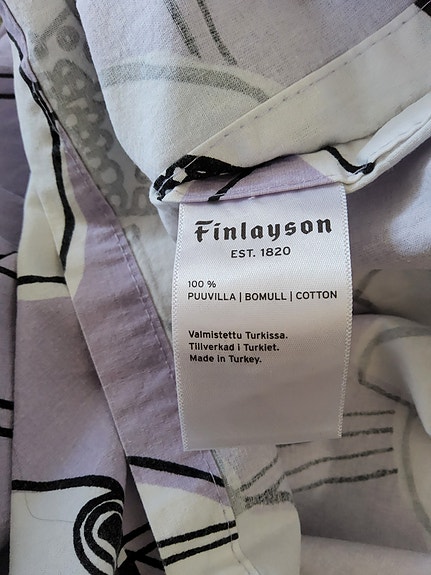 Finlayson
EST. 1820
100 %
PUUVILLA | BOMULL | COTTON
Valmistettu Turkissa.
Tillverkad i Turkiet.
Made in Turkey.